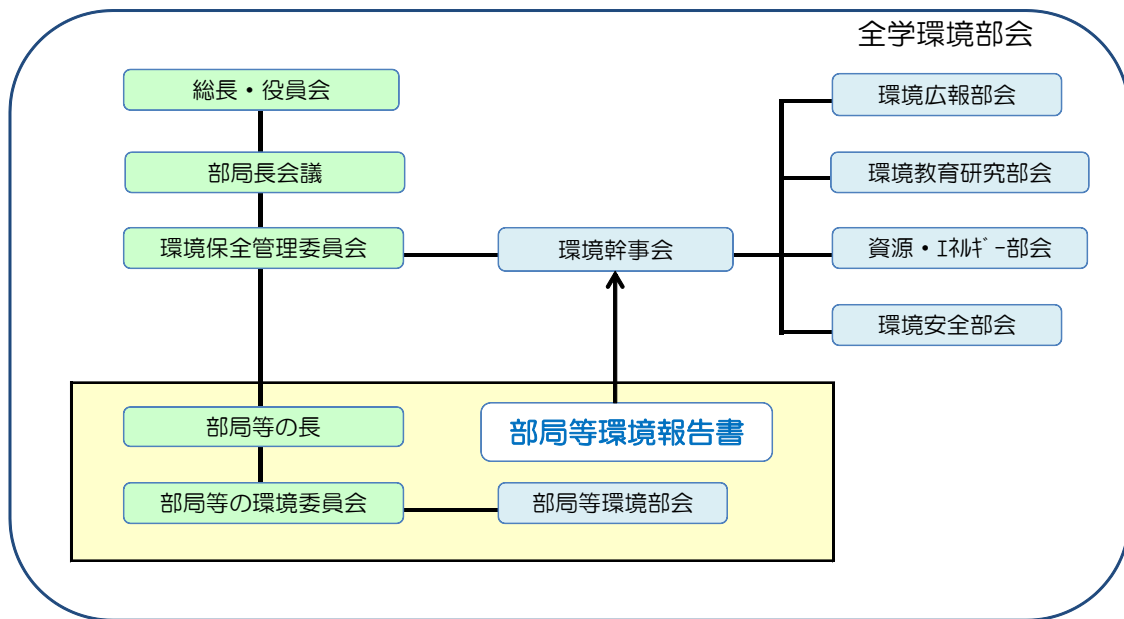 全学環境部会
総長・役員会
部局長会議
環境保全管理委員会
環境幹事会
環境広報部会
環境教育研究部会
資源・ｴﾈﾙｷﾞｰ部会
環境安全部会
部局等の長
部局等環境報告書
部局等の環境委員会
部局等環境部会